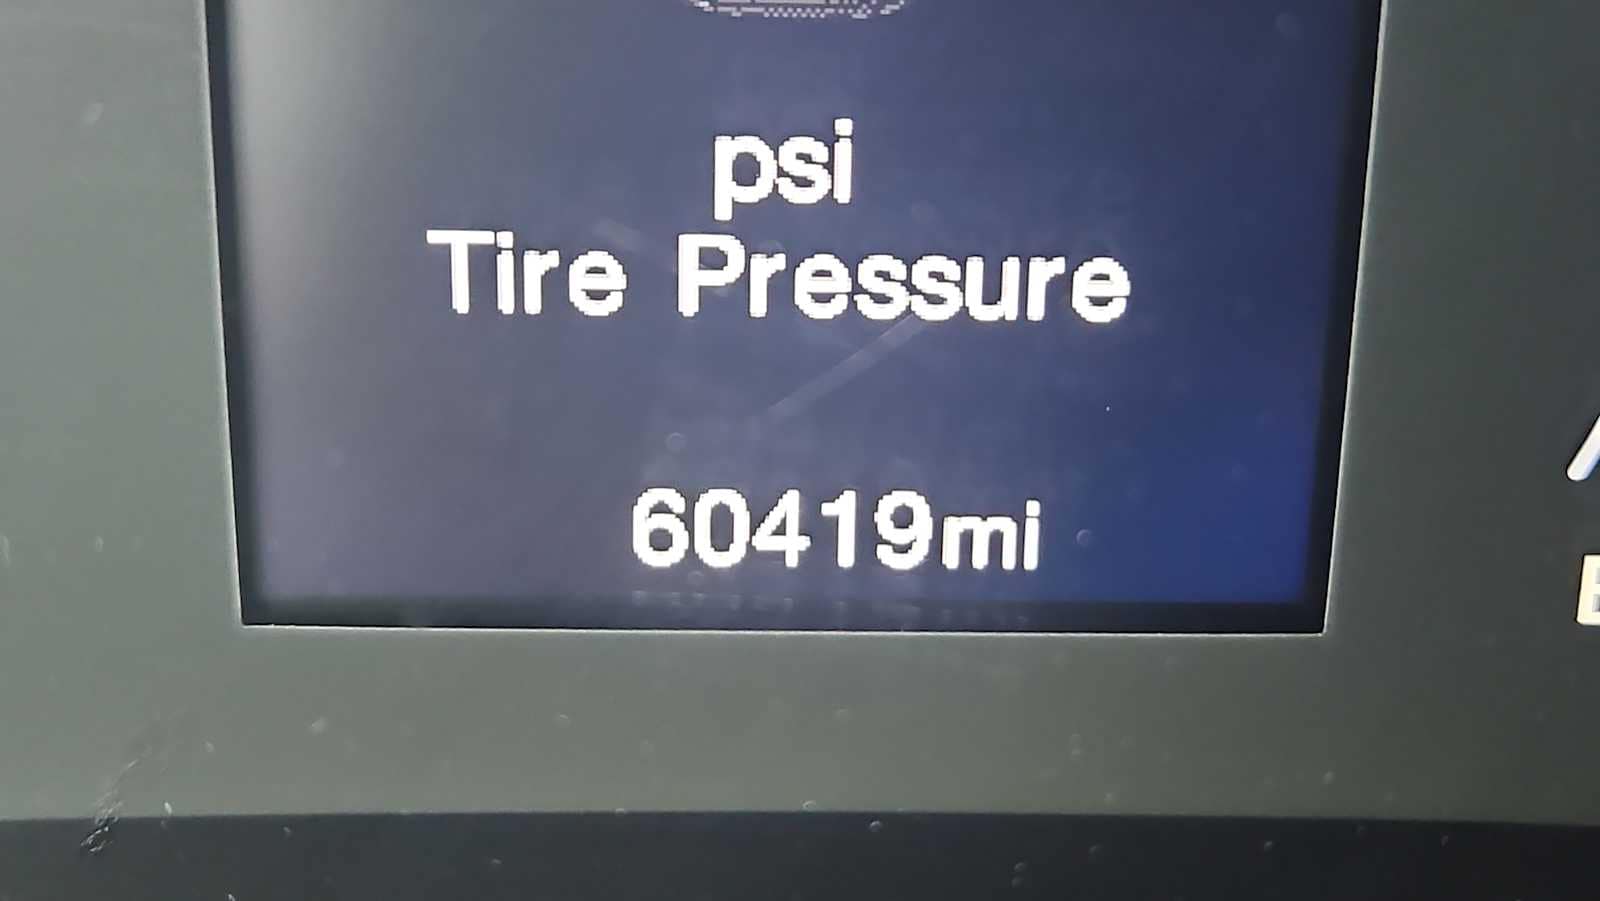 psi
Tire Pressure
60419mi
E